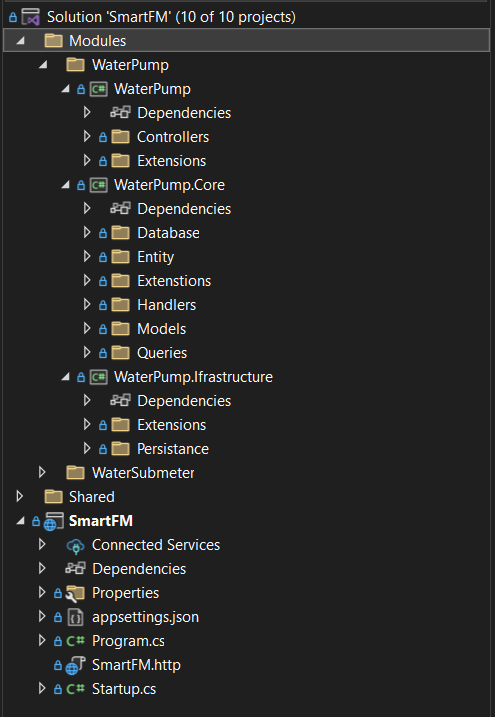 Solution 'SmartFM' (10 of 10 projects)
Modules
WaterPump
C# WaterPump
Dependencies
Controllers
Extensions
C# WaterPump.Core
Dependencies
Database
Entity
Extenstions
Handlers
Models
Queries
C# WaterPump.Ifrastructure
Dependencies
Extensions
Persistance
WaterSubmeter
Shared
SmartFM
Connected Services
Dependencies
Properties
appsettings.json
C# Program.cs
SmartFM.http
C# Startup.cs